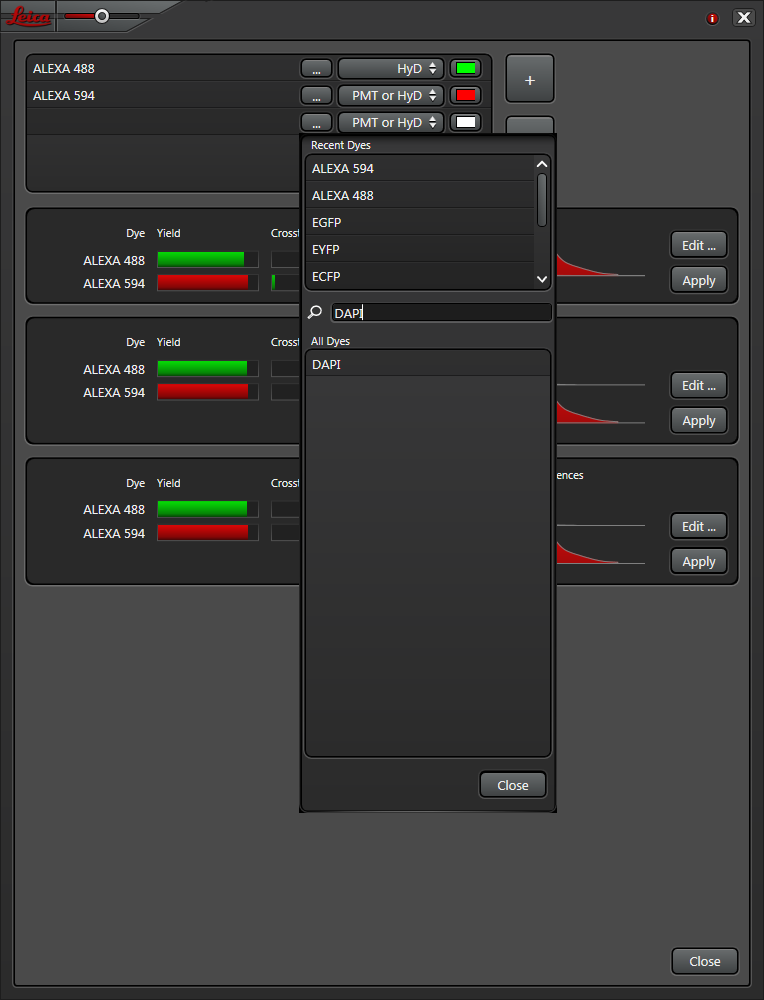 Leica
ALEXA 488 ... HyD
ALEXA 594 ... PMT or HyD
... PMT or HyD
+
Recent Dyes
ALEXA 594
ALEXA 488
EGFP
EYFP
ECFP
DAPI
All Dyes
DAPI
Close
Dye Yield Crosst
ALEXA 488
ALEXA 594
Edit ...
Apply
Dye Yield Crosst
ALEXA 488
ALEXA 594
Edit ...
Apply
Dye Yield Crosst ences
ALEXA 488
ALEXA 594
Edit ...
Apply
Close